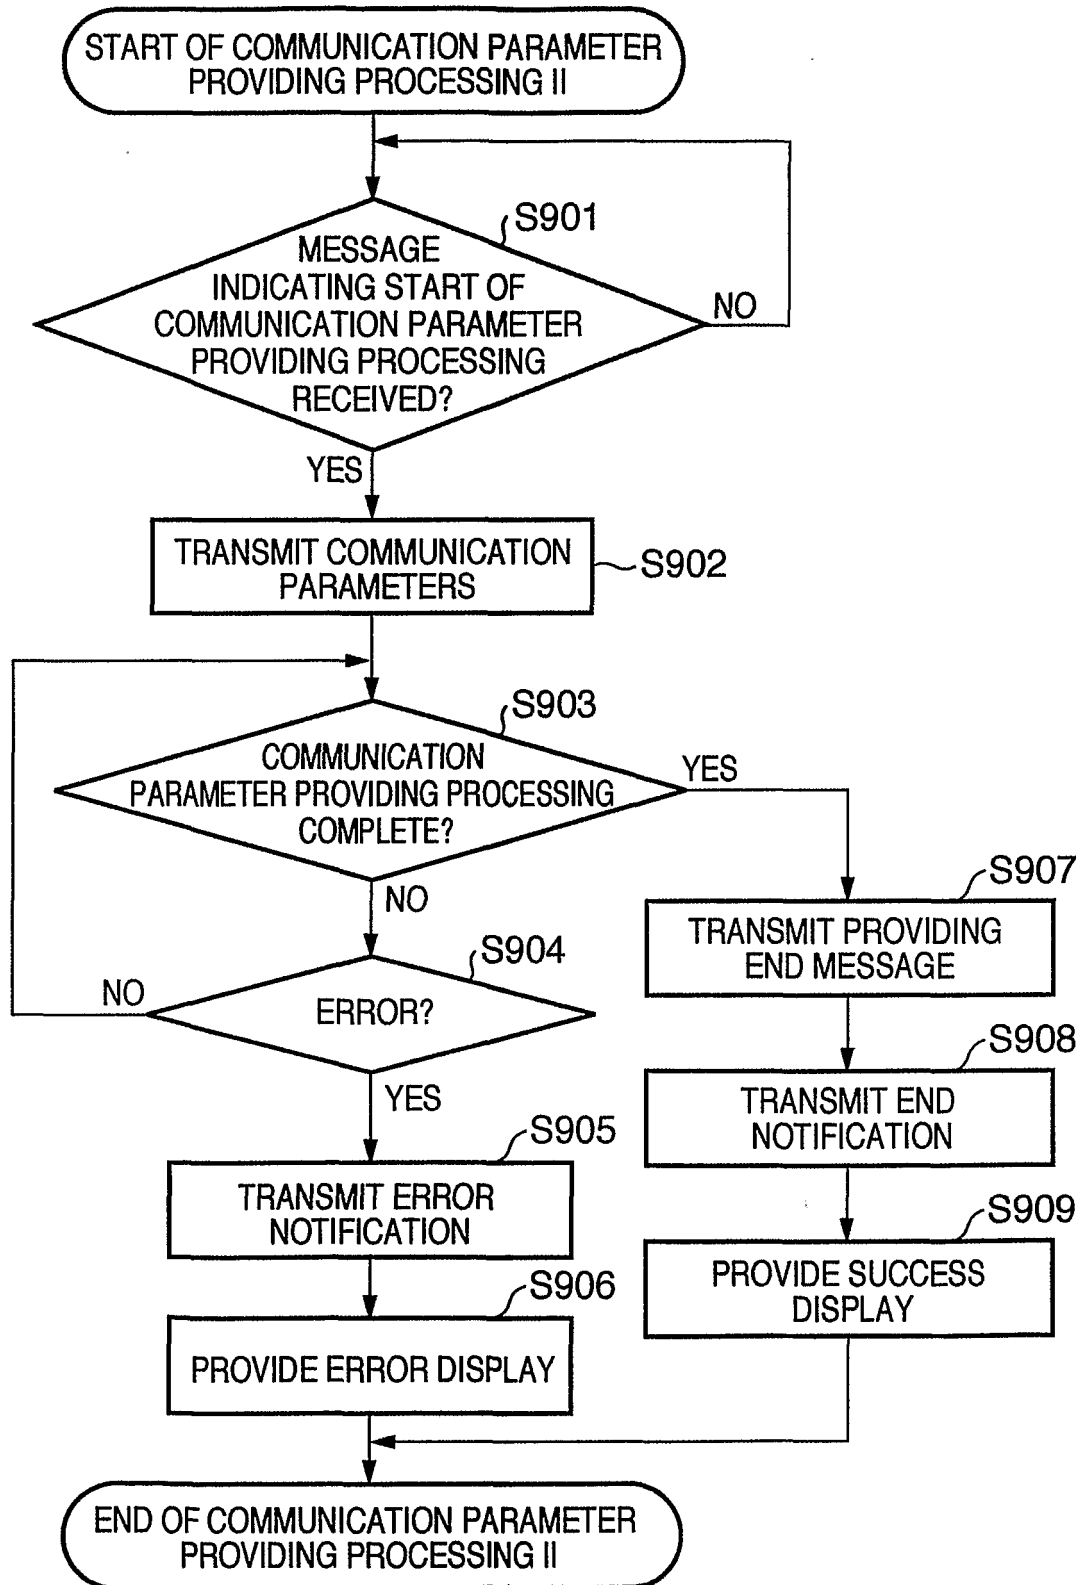 START OF COMMUNICATION PARAMETER
PROVIDING PROCESSING II
S901
MESSAGE
INDICATING START OF
COMMUNICATION PARAMETER
PROVIDING PROCESSING
RECEIVED?
NO
YES
TRANSMIT COMMUNICATION
PARAMETERS
S902
S903
COMMUNICATION
PARAMETER PROVIDING PROCESSING
COMPLETE?
YES
NO
S907
TRANSMIT PROVIDING
END MESSAGE
S904
ERROR?
NO
YES
S908
TRANSMIT END
NOTIFICATION
S905
TRANSMIT ERROR
NOTIFICATION
S909
PROVIDE SUCCESS
DISPLAY
S906
PROVIDE ERROR DISPLAY
END OF COMMUNICATION PARAMETER
PROVIDING PROCESSING II